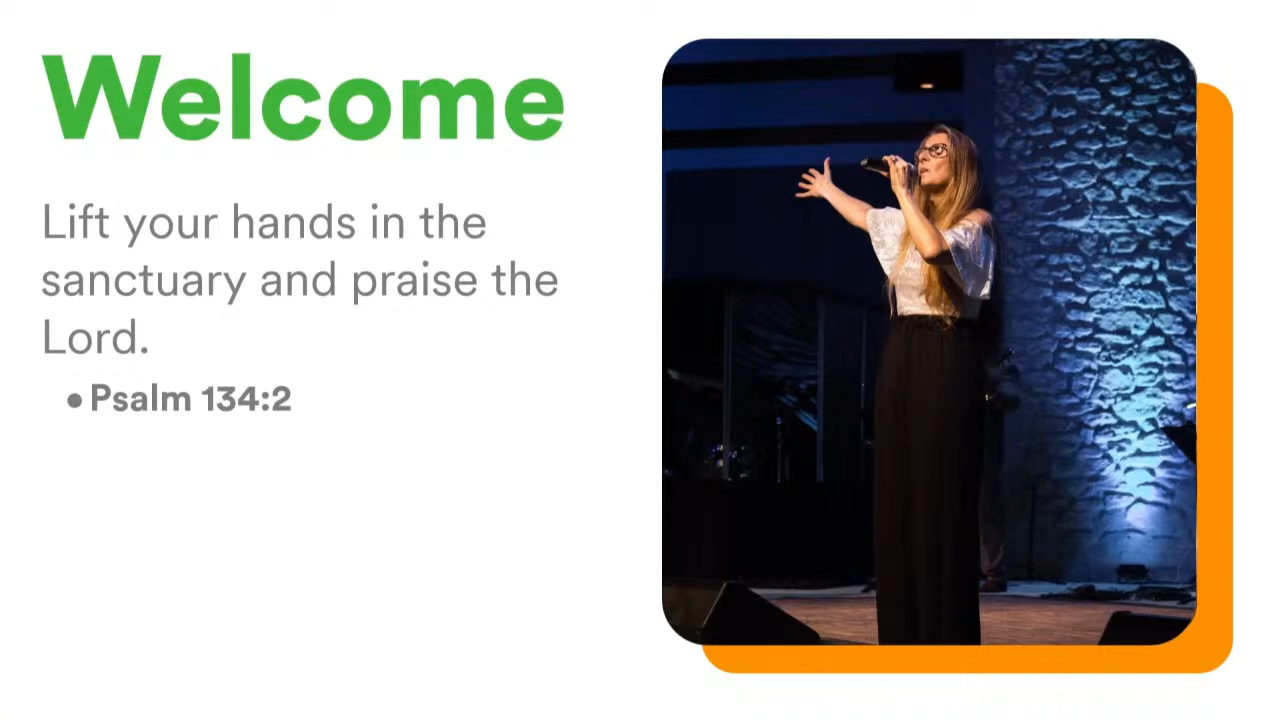 Welcome
Lift your hands in the
sanctuary and praise the
Lord.
• Psalm 134:2